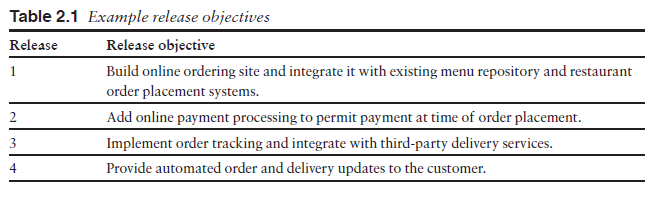 Table 2.1 Example release objectives
Release Release objective
1 Build online ordering site and integrate it with existing menu repository and restaurant
order placement systems.
2 Add online payment processing to permit payment at time of order placement.
3 Implement order tracking and integrate with third-party delivery services.
4 Provide automated order and delivery updates to the customer.